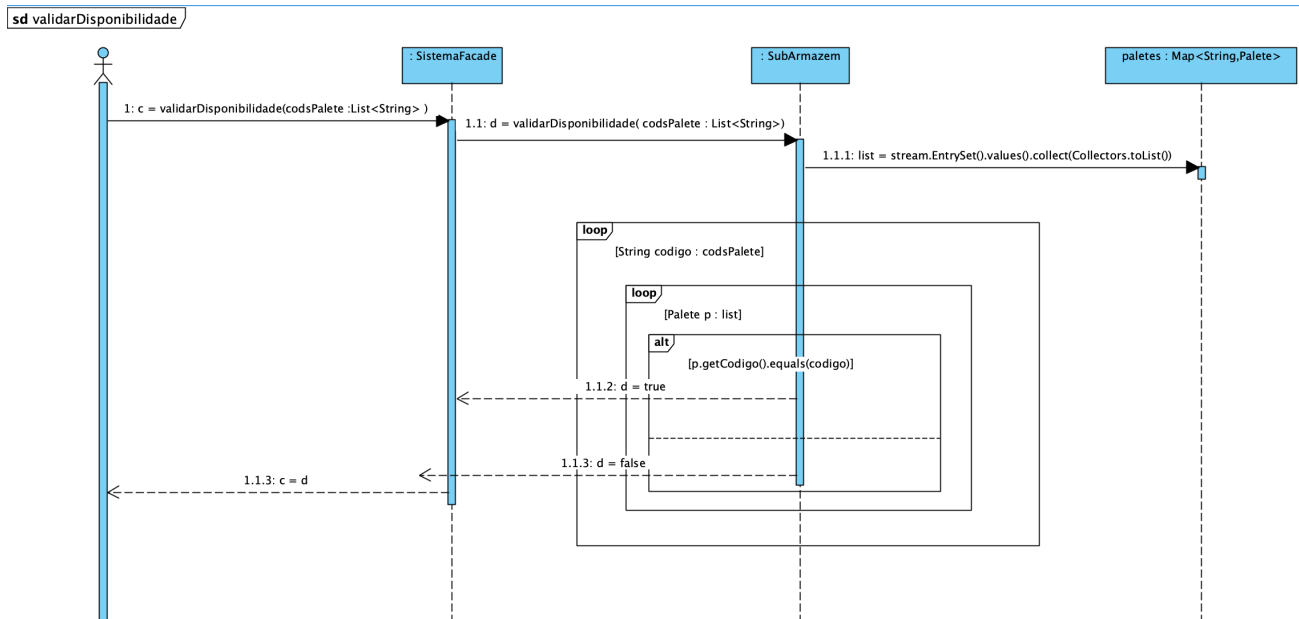 sd validarDisponibilidade
: SistemaFacade
: SubArmazem
paletes : Map<String,Palete>
1: c = validarDisponibilidade(codsPalete :List<String> )
1.1: d = validarDisponibilidade( codsPalete : List<String>)
1.1.1: list = stream.EntrySet().values().collect(Collectors.toList())
loop
[String codigo : codsPalete]
loop
[Palete p : list]
alt
[p.getCodigo().equals(codigo)]
1.1.2: d = true
1.1.3: d = false
1.1.3: c = d